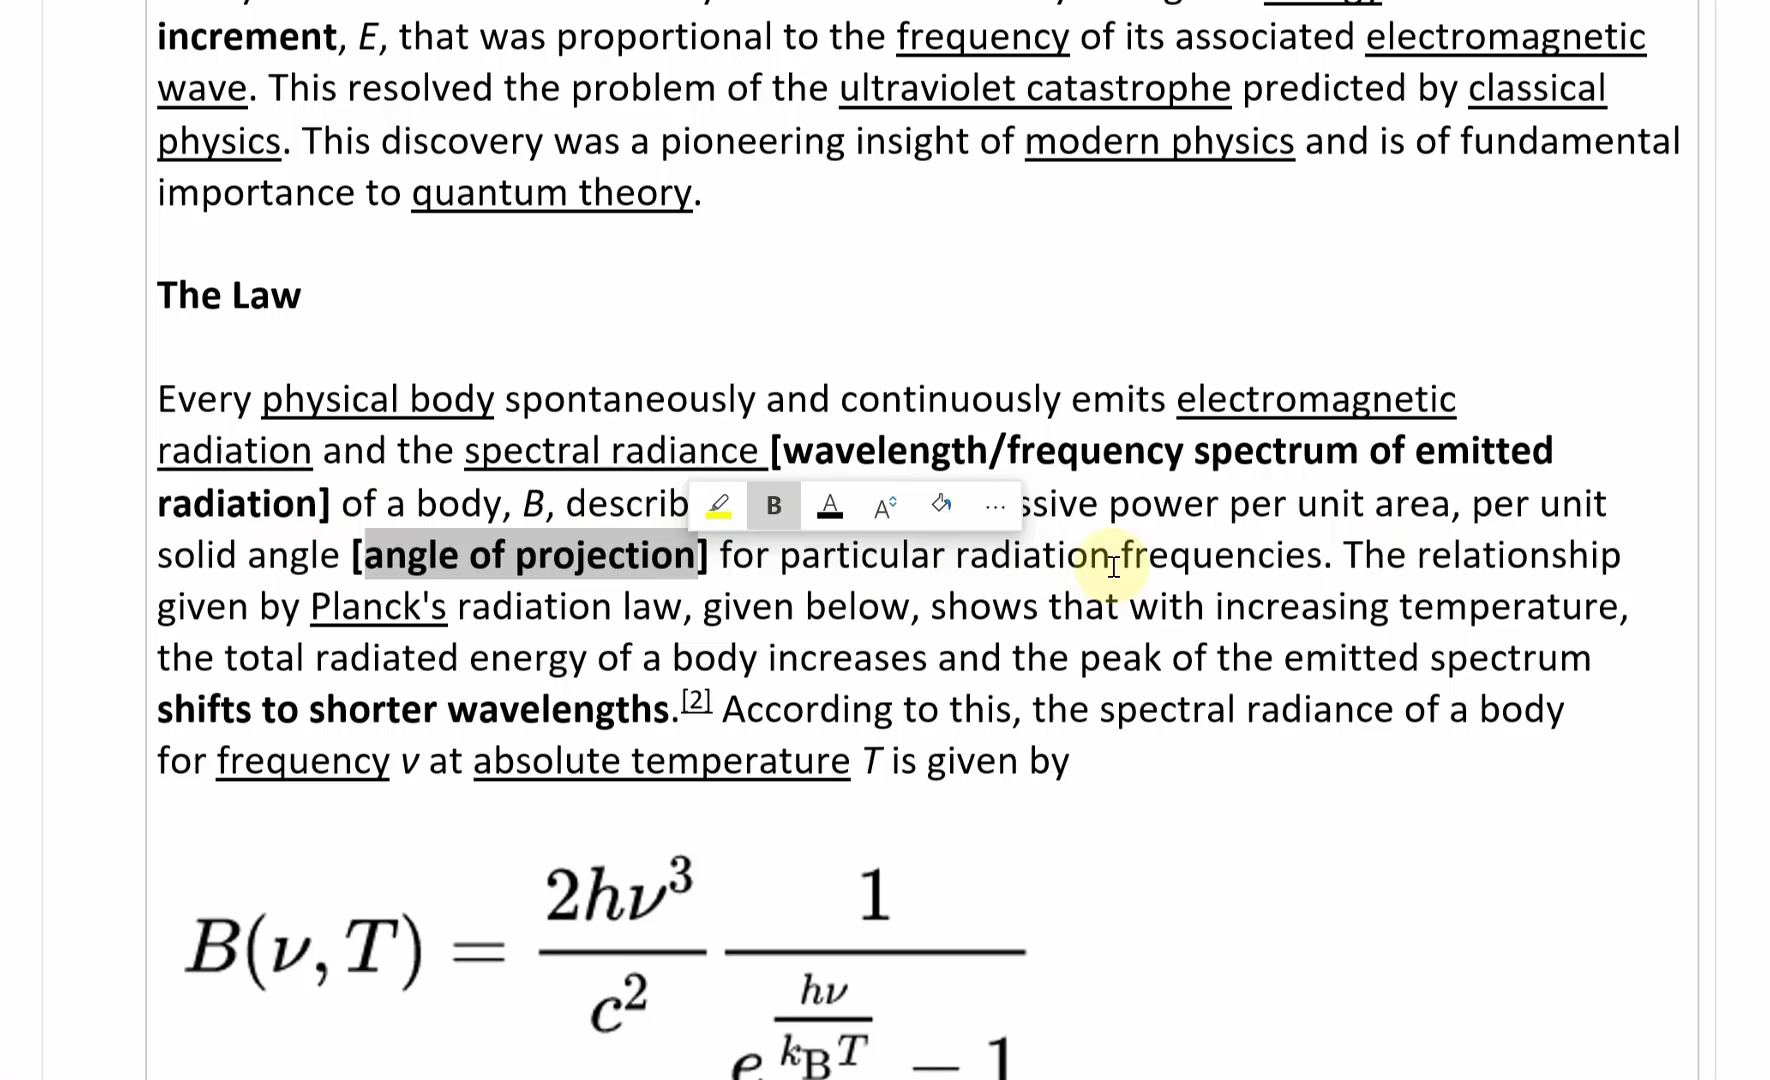 increment, E, that was proportional to the frequency of its associated electromagnetic
wave. This resolved the problem of the ultraviolet catastrophe predicted by classical
physics. This discovery was a pioneering insight of modern physics and is of fundamental
importance to quantum theory.
The Law
Every physical body spontaneously and continuously emits electromagnetic
radiation and the spectral radiance [wavelength/frequency spectrum of emitted
radiation] of a body, B, describ B A A ... ssive power per unit area, per unit
solid angle [angle of projection] for particular radiation frequencies. The relationship
given by Planck's radiation law, given below, shows that with increasing temperature,
the total radiated energy of a body increases and the peak of the emitted spectrum
shifts to shorter wavelengths.[2] According to this, the spectral radiance of a body
for frequency ν at absolute temperature T is given by
B(ν, T) = 2hν³/c² 1/(e^(hν/k_BT) − 1)